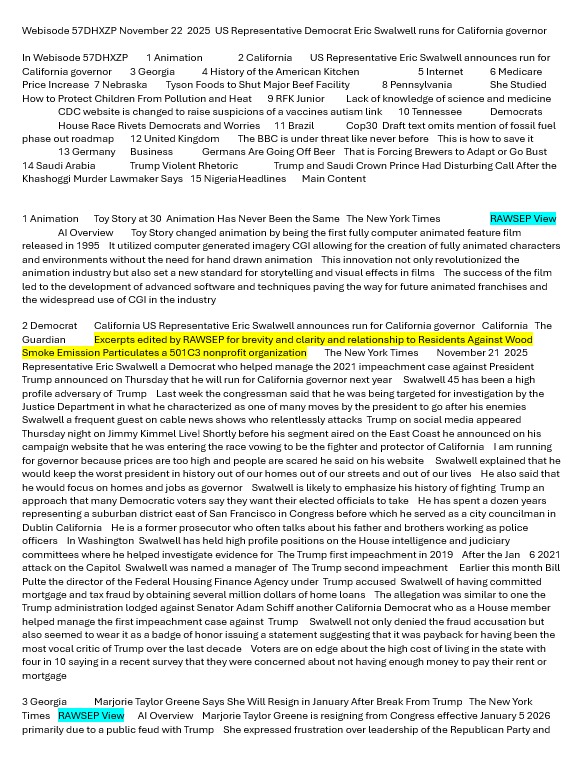 Webisode 57DHXZP November 22 2025 US Representative Democrat Eric Swalwell runs for California governor
In Webisode 57DHXZP 1 Animation 2 California US Representative Eric Swalwell announces run for
California governor 3 Georgia 4 History of the American Kitchen 5 Internet 6 Medicare
Price Increase 7 Nebraska Tyson Foods to Shut Major Beef Facility 8 Pennsylvania She Studied
How to Protect Children From Pollution and Heat 9 RFK Junior Lack of knowledge of science and medicine
CDC website is changed to raise suspicions of a vaccines autism link 10 Tennessee Democrats
House Race Rivets Democrats and Worries 11 Brazil Cop30 Draft text omits mention of fossil fuel
phase out roadmap 12 United Kingdom The BBC is under threat like never before This is how to save it
13 Germany Business Germans Are Going Off Beer That is Forcing Brewers to Adapt or Go Bust
14 Saudi Arabia Trump Violent Rhetoric Trump and Saudi Crown Prince Had Disturbing Call After the
Khashoggi Murder Lawmaker Says 15 Nigeria Headlines Main Content
1 Animation Toy Story at 30 Animation Has Never Been the Same The New York Times RAWSEP View
AI Overview Toy Story changed animation by being the first fully computer animated feature film
released in 1995 It utilized computer generated imagery CGI allowing for the creation of fully animated characters
and environments without the need for hand drawn animation This innovation not only revolutionized the
animation industry but also set a new standard for storytelling and visual effects in films The success of the film
led to the development of advanced software and techniques paving the way for future animated franchises and
the widespread use of CGI in the industry
2 Democrat California US Representative Eric Swalwell announces run for California governor California The
Guardian Excerpts edited by RAWSEP for brevity and clarity and relationship to Residents Against Wood
Smoke Emission Particulates a 501C3 nonprofit organization The New York Times November 21 2025
Representative Eric Swalwell a Democrat who helped manage the 2021 impeachment case against President
Trump announced on Thursday that he will run for California governor next year Swalwell 45 has been a high
profile adversary of Trump Last week the congressman said that he was being targeted for investigation by the
Justice Department in what he characterized as one of many moves by the president to go after his enemies
Swalwell a frequent guest on cable news shows who relentlessly attacks Trump on social media appeared
Thursday night on Jimmy Kimmel Live! Shortly before his segment aired on the East Coast he announced on his
campaign website that he was entering the race vowing to be the fighter and protector of California I am running
for governor because prices are too high and people are scared he said on his website Swalwell explained that he
would keep the worst president in history out of our homes out of our streets and out of our lives He also said that
he would focus on homes and jobs as governor Swalwell is likely to emphasize his history of fighting Trump an
approach that many Democratic voters say they want their elected officials to take He has spent a dozen years
representing a suburban district east of San Francisco in Congress before which he served as a city councilman in
Dublin California He is a former prosecutor who often talks about his father and brothers working as police
officers In Washington Swalwell has held high profile positions on the House intelligence and judiciary
committees where he helped investigate evidence for The Trump first impeachment in 2019 After the Jan 6 2021
attack on the Capitol Swalwell was named a manager of The Trump second impeachment Earlier this month Bill
Pulte the director of the Federal Housing Finance Agency under Trump accused Swalwell of having committed
mortgage and tax fraud by obtaining several million dollars of home loans The allegation was similar to one the
Trump administration lodged against Senator Adam Schiff another California Democrat who as a House member
helped manage the first impeachment case against Trump Swalwell not only denied the fraud accusation but
also seemed to wear it as a badge of honor issuing a statement suggesting that it was payback for having been the
most vocal critic of Trump over the last decade Voters are on edge about the high cost of living in the state with
four in 10 saying in a recent survey that they were concerned about not having enough money to pay their rent or
mortgage
3 Georgia Marjorie Taylor Greene Says She Will Resign in January After Break From Trump The New York
Times RAWSEP View AI Overview Marjorie Taylor Greene is resigning from Congress effective January 5 2026
primarily due to a public feud with Trump She expressed frustration over leadership of the Republican Party and